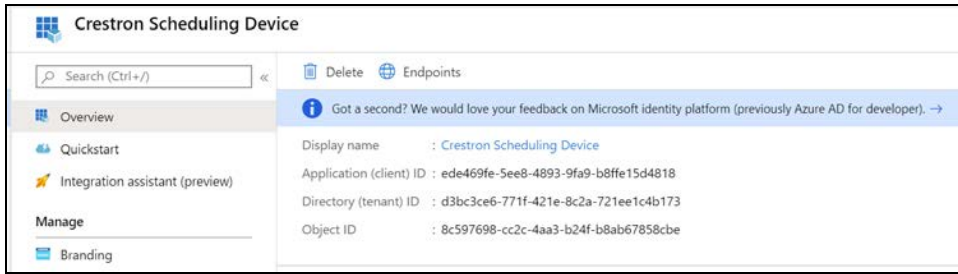 Crestron Scheduling Device
Search (Ctrl+/)
«
Overview
Quickstart
Integration assistant (preview)
Manage
Branding
Delete Endpoints
Got a second? We would love your feedback on Microsoft identity platform (previously Azure AD for developer). →
Display name : Crestron Scheduling Device
Application (client) ID : ede469fe-5ee8-4893-9fa9-b8ffe15d4818
Directory (tenant) ID : d3bc3ce6-771f-421e-8c2a-721ee1c4b173
Object ID : 8c597698-cc2c-4aa3-b24f-b8ab67858cbe